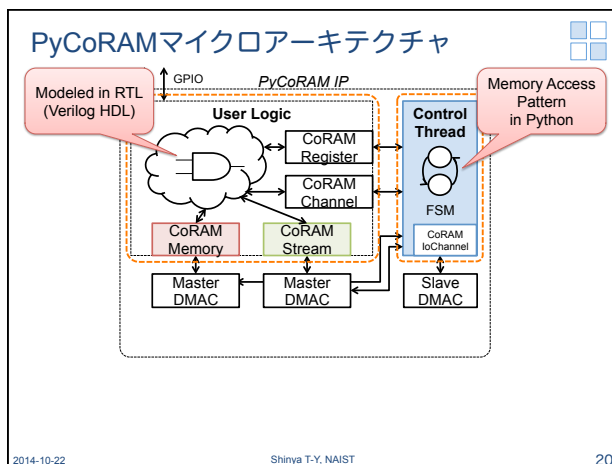 PyCoRAMマイクロアーキテクチャ
GPIO
PyCoRAM IP
Modeled in RTL
(Verilog HDL)
User Logic
Control
Thread
Memory Access
Pattern
in Python
CoRAM
Register
CoRAM
Channel
FSM
CoRAM
Memory
CoRAM
Stream
CoRAM
IoChannel
Master
DMAC
Master
DMAC
Slave
DMAC
2014-10-22
Shinya T-Y, NAIST
20